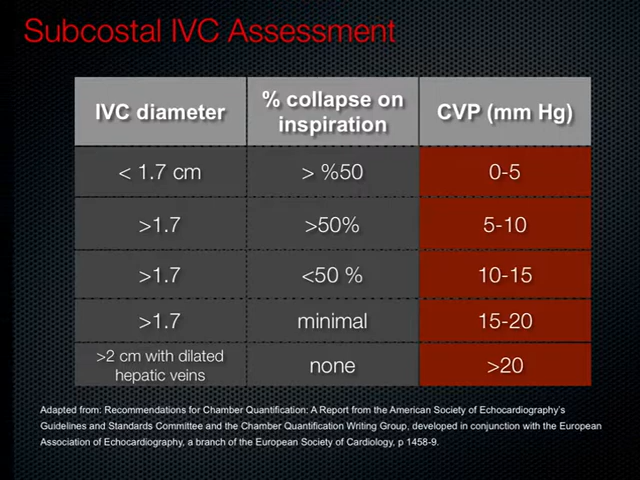 Subcostal IVC Assessment
IVC diameter
% collapse on
inspiration
CVP (mm Hg)
< 1.7 cm
> %50
0-5
>1.7
>50%
5-10
>1.7
<50 %
10-15
>1.7
minimal
15-20
>2 cm with dilated
hepatic veins
none
>20
Adapted from: Recommendations for Chamber Quantification: A Report from the American Society of Echocardiography's
Guidelines and Standards Committee and the Chamber Quantification Writing Group, developed in conjunction with the European
Association of Echocardiography, a branch of the European Society of Cardiology, p 1458-9.